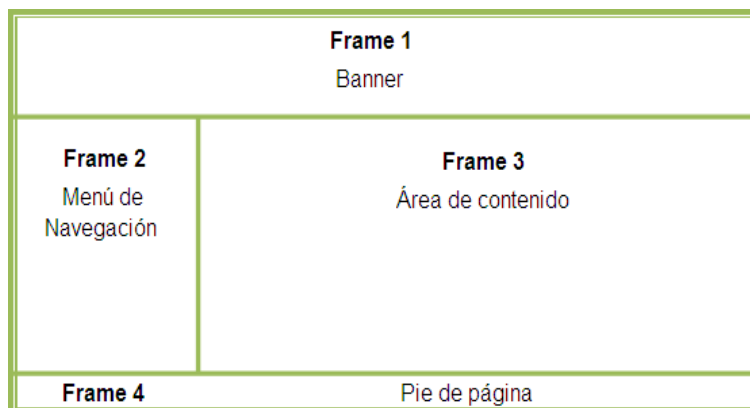 Frame 1
Banner
Frame 2
Menú de
Navegación
Frame 3
Área de contenido
Frame 4 Pie de página